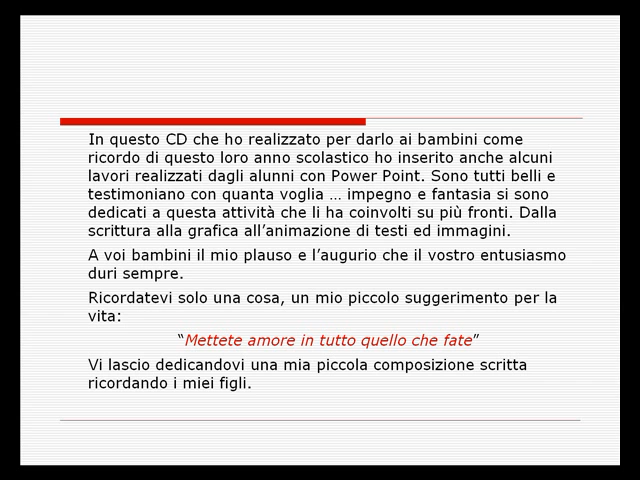 In questo CD che ho realizzato per darlo ai bambini come
ricordo di questo loro anno scolastico ho inserito anche alcuni
lavori realizzati dagli alunni con Power Point. Sono tutti belli e
testimoniano con quanta voglia … impegno e fantasia si sono
dedicati a questa attività che li ha coinvolti su più fronti. Dalla
scrittura alla grafica all’animazione di testi ed immagini.
A voi bambini il mio plauso e l’augurio che il vostro entusiasmo
duri sempre.
Ricordatevi solo una cosa, un mio piccolo suggerimento per la
vita:
“Mettete amore in tutto quello che fate”
Vi lascio dedicandovi una mia piccola composizione scritta
ricordando i miei figli.